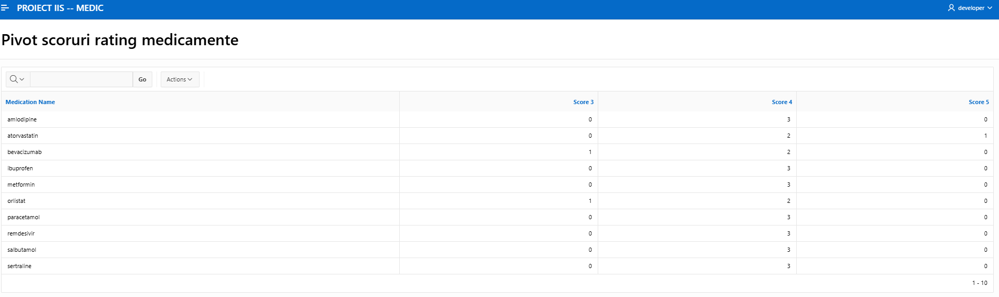 PROIECT IIS -- MEDIC developer
Pivot scoruri rating medicamente
Go Actions
Medication Name Score 3 Score 4 Score 5
amlodipine 0 3 0
atorvastatin 0 2 1
bevacizumab 1 2 0
ibuprofen 0 3 0
metformin 0 3 0
orlistat 1 2 0
paracetamol 0 3 0
remdesivir 0 3 0
salbutamol 0 3 0
sertraline 0 3 0
1 - 10